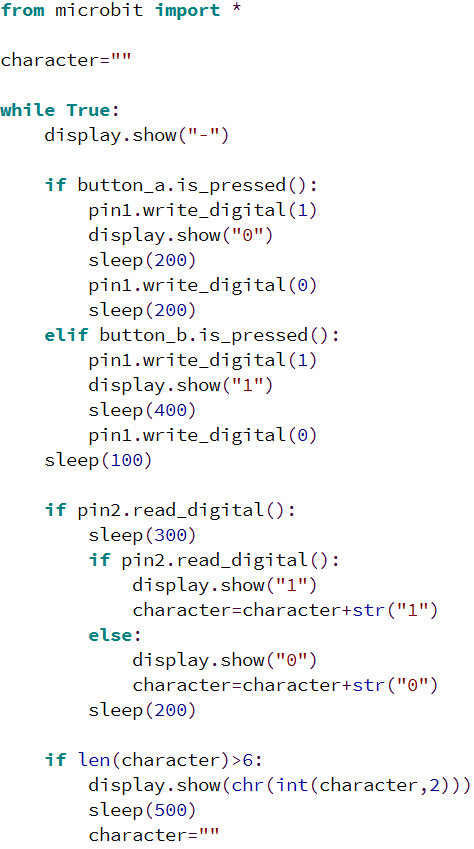 from microbit import *

character=""

while True:
    display.show("-")

    if button_a.is_pressed():
        pin1.write_digital(1)
        display.show("0")
        sleep(200)
        pin1.write_digital(0)
        sleep(200)
    elif button_b.is_pressed():
        pin1.write_digital(1)
        display.show("1")
        sleep(400)
        pin1.write_digital(0)
    sleep(100)

    if pin2.read_digital():
        sleep(300)
        if pin2.read_digital():
            display.show("1")
            character=character+str("1")
        else:
            display.show("0")
            character=character+str("0")
        sleep(200)

    if len(character)>6:
        display.show(chr(int(character,2)))
        sleep(500)
        character=""